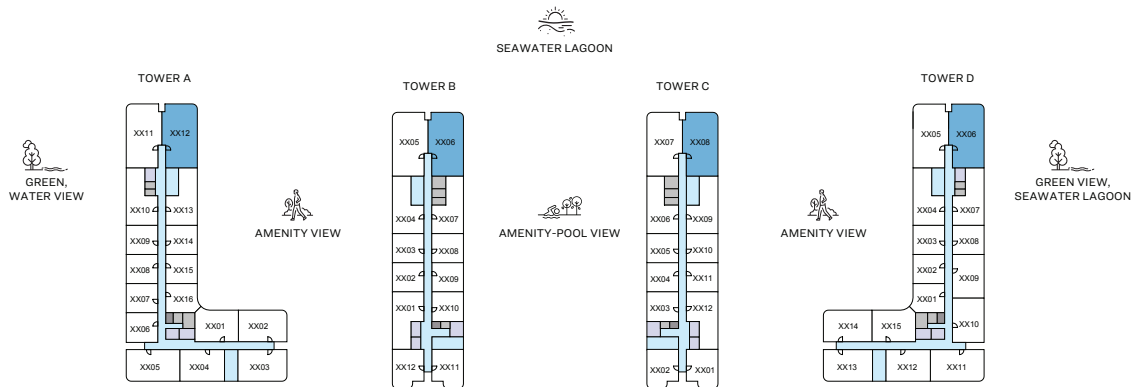 SEAWATER LAGOON
TOWER A
TOWER B
TOWER C
TOWER D
XX11 XX12
XX10 XX13
XX09 XX14
XX08 XX15
XX07 XX16
XX06 XX01 XX02
XX05 XX04 XX03
XX05 XX06
XX04 XX07
XX03 XX08
XX02 XX09
XX01 XX10
XX12 XX11
XX07 XX08
XX06 XX09
XX05 XX10
XX04 XX11
XX03 XX12
XX02 XX01
XX05 XX06
XX04 XX07
XX03 XX08
XX02 XX09
XX01
XX14 XX15 XX10
XX13 XX12 XX11
GREEN,
WATER VIEW
AMENITY VIEW
AMENITY-POOL VIEW
AMENITY VIEW
GREEN VIEW,
SEAWATER LAGOON